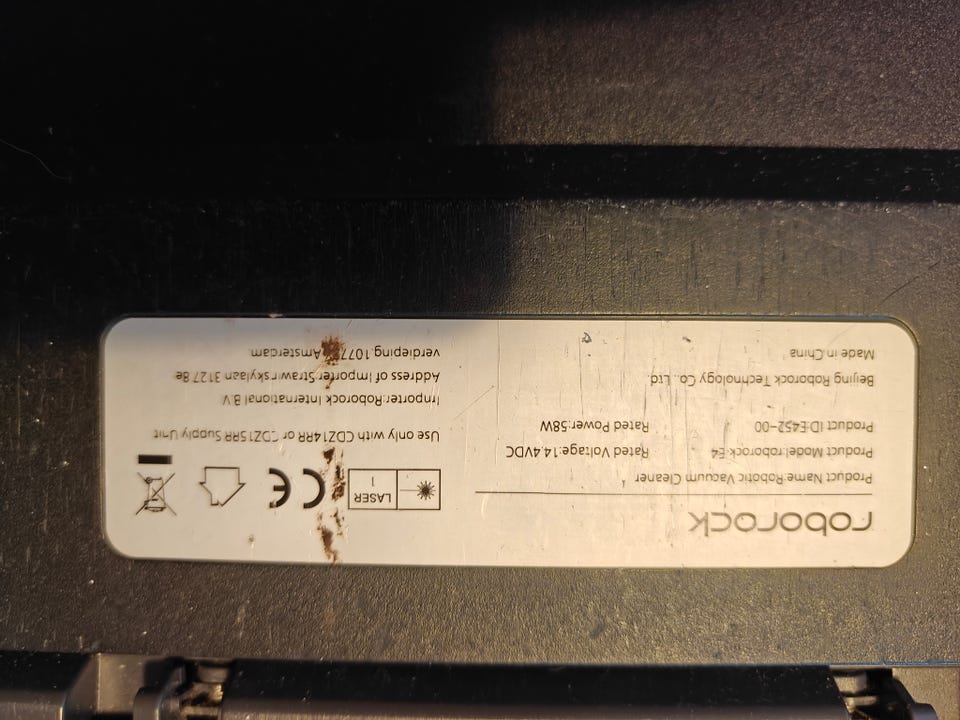 roborock
Product Name:Robotic Vacuum Cleaner
Product Model:roborock-E4 Rated Voltage:14.4VDC
Product ID:E452-00 Rated Power:58W
Beijing Roborock Technology Co., Ltd.
Made in China
LASER
1
CE
Use only with CDZ14RR or CDZ15RR Supply Unit
Importer:Roborock International B.V
Address of Importer: 3127 8e
verdieping,1077 Amsterdam.